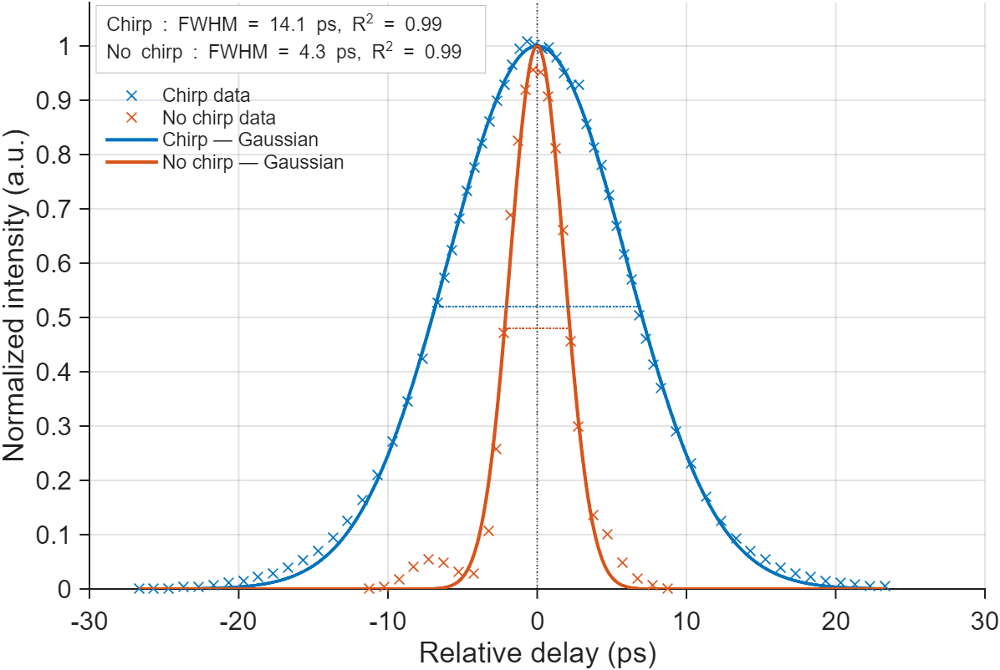 Chirp : FWHM = 14.1 ps, R² = 0.99
No chirp : FWHM = 4.3 ps, R² = 0.99
Chirp data
No chirp data
Chirp — Gaussian
No chirp — Gaussian
Normalized intensity (a.u.)
1
0.9
0.8
0.7
0.6
0.5
0.4
0.3
0.2
0.1
0
-30 -20 -10 0 10 20 30
Relative delay (ps)